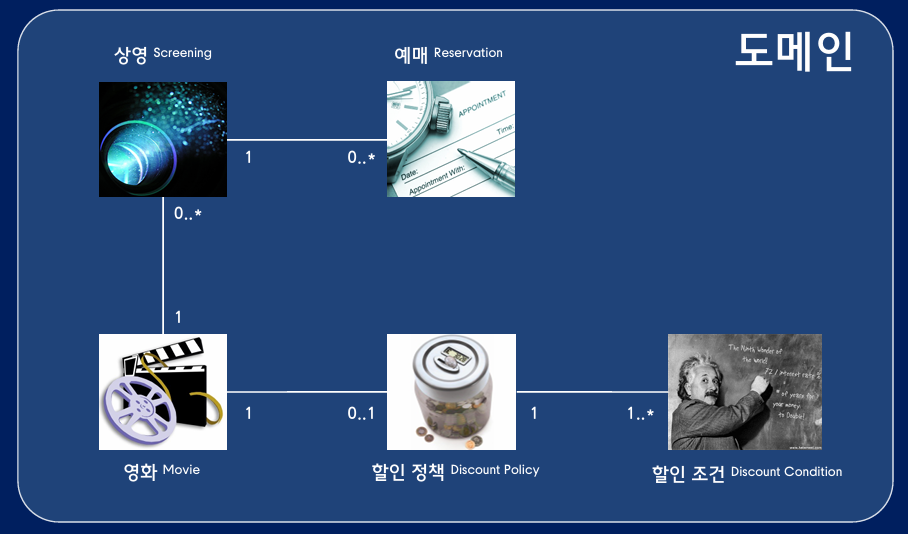 도메인
상영 Screening
예매 Reservation
APPOINTMENT
Time:
Date:
Appointment With:
1
0..*
0..*
1
The Ninth Wonder of
the world
72 / interest rate %
# of years for
your money
to Double!
1
0..1
1
1..*
영화 Movie
할인 정책 Discount Policy
할인 조건 Discount Condition